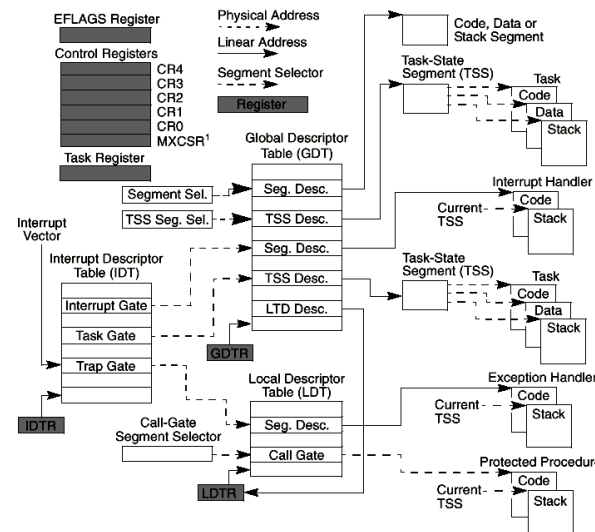 EFLAGS Register
Control Registers
CR4
CR3
CR2
CR1
CR0
MXCSR¹
Task Register
Physical Address
Linear Address
Segment Selector
Register
Code, Data or
Stack Segment
Task-State
Segment (TSS)
Task
Code
Data
Stack
Global Descriptor
Table (GDT)
Segment Sel.
Seg. Desc.
TSS Seg. Sel.
TSS Desc.
Seg. Desc.
TSS Desc.
LTD Desc.
GDTR
Interrupt Handler
Code
Current
TSS
Stack
Interrupt
Vector
Interrupt Descriptor
Table (IDT)
Interrupt Gate
Task Gate
Trap Gate
IDTR
Task-State
Segment (TSS)
Task
Code
Data
Stack
Local Descriptor
Table (LDT)
Call-Gate
Segment Selector
Seg. Desc.
Call Gate
LDTR
Exception Handler
Code
Current
TSS
Stack
Protected Procedure
Code
Current
TSS
Stack